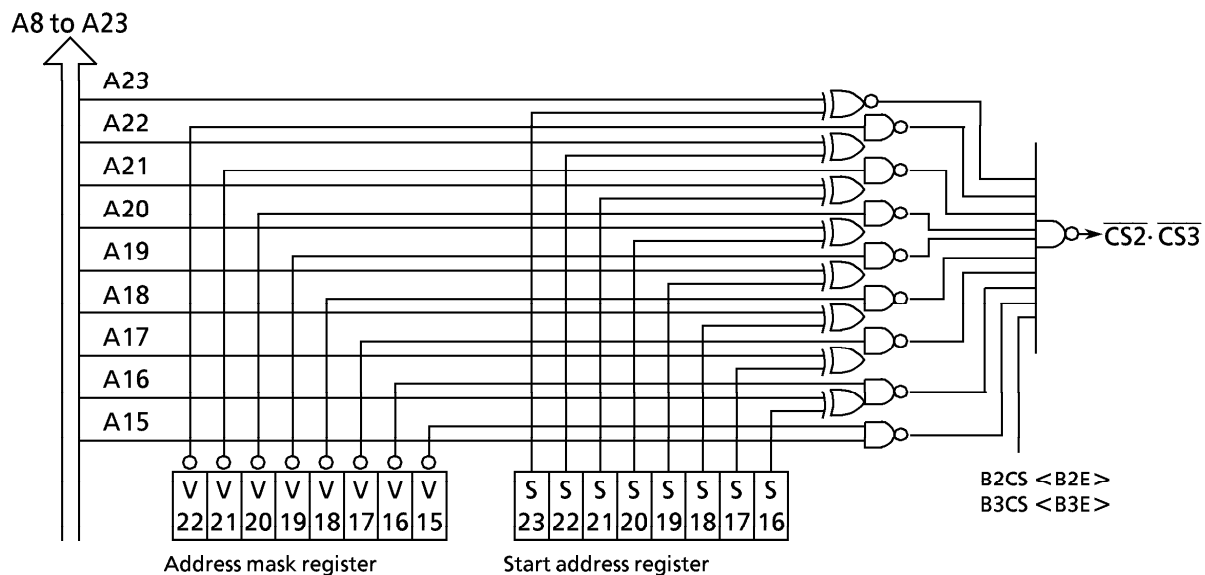 A8 to A23
A23
A22
A21
A20
A19
A18
A17
A16
A15
CS2· CS3
B2CS <B2E>
B3CS <B3E>
V V V V V V V V
22 21 20 19 18 17 16 15
Address mask register
S S S S S S S S
23 22 21 20 19 18 17 16
Start address register